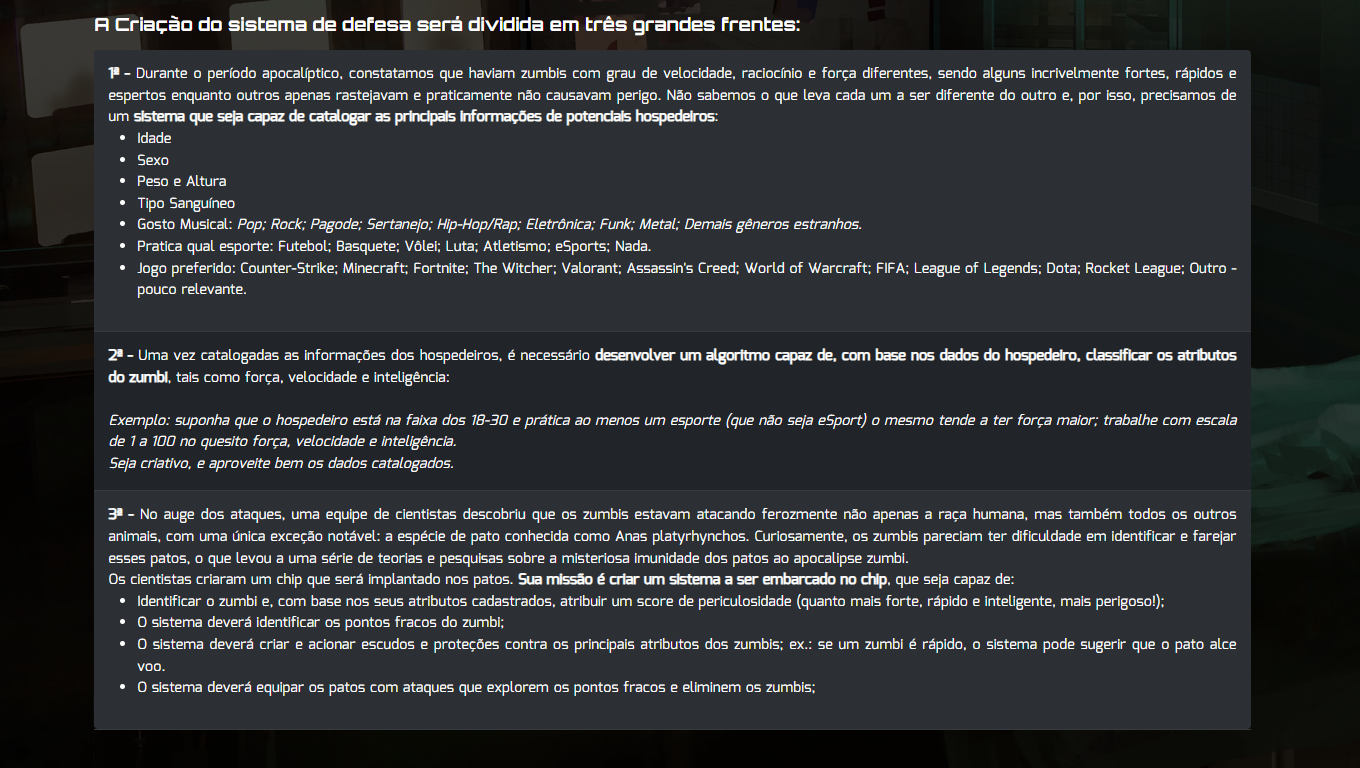 A Criação do sistema de defesa será dividida em três grandes frentes:
1ª - Durante o período apocalíptico, constatamos que haviam zumbis com grau de velocidade, raciocínio e força diferentes, sendo alguns incrivelmente fortes, rápidos e
espertos enquanto outros apenas rastejavam e praticamente não causavam perigo. Não sabemos o que leva cada um a ser diferente do outro e, por isso, precisamos de
um sistema que seja capaz de catalogar as principais informações de potenciais hospedeiros:
• Idade
• Sexo
• Peso e Altura
• Tipo Sanguíneo
• Gosto Musical: Pop; Rock; Pagode; Sertanejo; Hip-Hop/Rap; Eletrônica; Funk; Metal; Demais gêneros estranhos.
• Pratica qual esporte: Futebol; Basquete; Vôlei; Luta; Atletismo; eSports; Nada.
• Jogo preferido: Counter-Strike; Minecraft; Fortnite; The Witcher; Valorant; Assassin's Creed; World of Warcraft; FIFA; League of Legends; Dota; Rocket League; Outro -
pouco relevante.
2ª - Uma vez catalogadas as informações dos hospedeiros, é necessário desenvolver um algoritmo capaz de, com base nos dados do hospedeiro, classificar os atributos
do zumbi, tais como força, velocidade e inteligência:
Exemplo: suponha que o hospedeiro está na faixa dos 18-30 e prática ao menos um esporte (que não seja eSport) o mesmo tende a ter força maior; trabalhe com escala
de 1 a 100 no quesito força, velocidade e inteligência.
Seja criativo, e aproveite bem os dados catalogados.
3ª - No auge dos ataques, uma equipe de cientistas descobriu que os zumbis estavam atacando ferozmente não apenas a raça humana, mas também todos os outros
animais, com uma única exceção notável: a espécie de pato conhecida como Anas platyrhynchos. Curiosamente, os zumbis pareciam ter dificuldade em identificar e farejar
esses patos, o que levou a uma série de teorias e pesquisas sobre a misteriosa imunidade dos patos ao apocalipse zumbi.
Os cientistas criaram um chip que será implantado nos patos. Sua missão é criar um sistema a ser embarcado no chip, que seja capaz de:
• Identificar o zumbi e, com base nos seus atributos cadastrados, atribuir um score de periculosidade (quanto mais forte, rápido e inteligente, mais perigoso!);
• O sistema deverá identificar os pontos fracos do zumbi;
• O sistema deverá criar e acionar escudos e proteções contra os principais atributos dos zumbis; ex.: se um zumbi é rápido, o sistema pode sugerir que o pato alce
voo.
• O sistema deverá equipar os patos com ataques que explorem os pontos fracos e eliminem os zumbis;